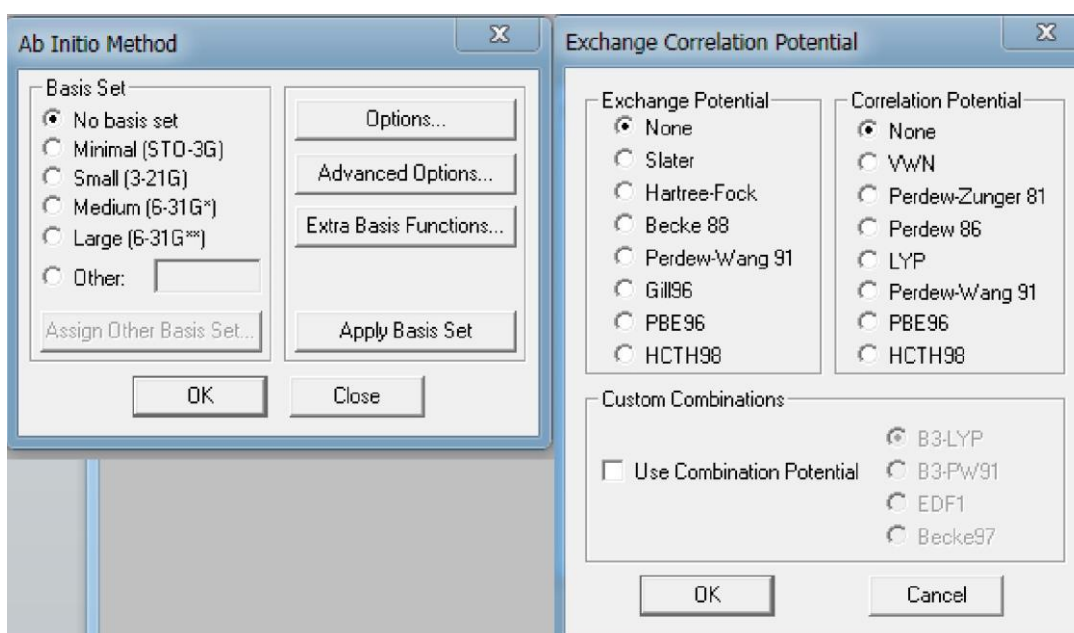 Ab Initio Method
Basis Set
No basis set
Minimal (STO-3G)
Small (3-21G)
Medium (6-31G*)
Large (6-31G**)
Other:
Assign Other Basis Set...
Options...
Advanced Options...
Extra Basis Functions...
Apply Basis Set
OK
Close
Exchange Correlation Potential
Exchange Potential
None
Slater
Hartree-Fock
Becke 88
Perdew-Wang 91
Gill96
PBE96
HCTH98
Correlation Potential
None
VWN
Perdew-Zunger 81
Perdew 86
LYP
Perdew-Wang 91
PBE96
HCTH98
Custom Combinations
Use Combination Potential
B3-LYP
B3-PW91
EDF1
Becke97
OK
Cancel